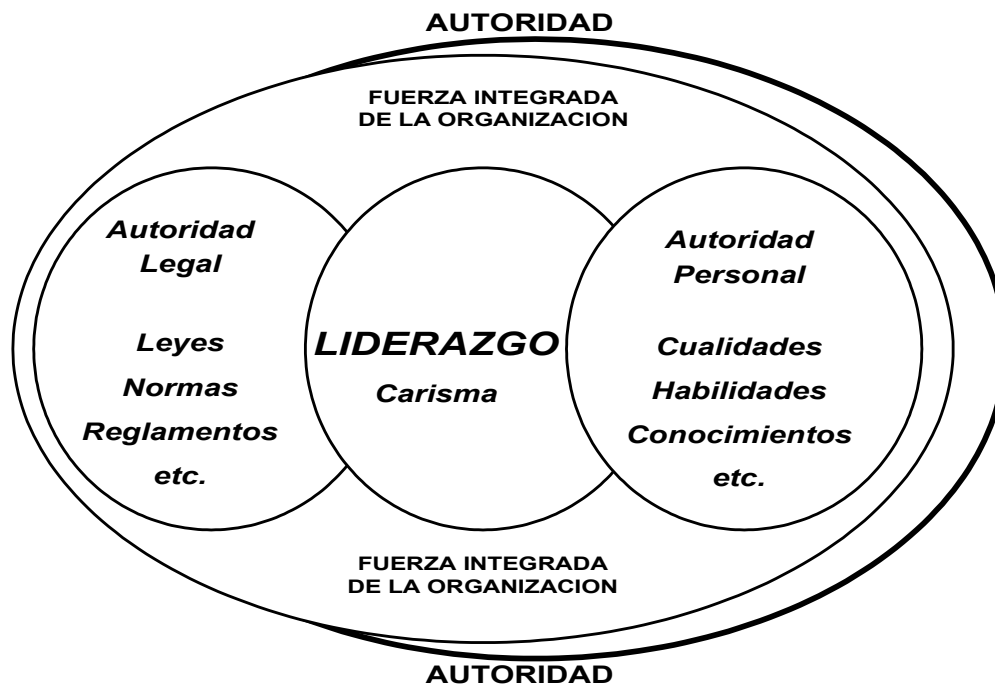 AUTORIDAD
FUERZA INTEGRADA
DE LA ORGANIZACION
Autoridad
Legal
Leyes
Normas
Reglamentos
etc.
LIDERAZGO
Carisma
Autoridad
Personal
Cualidades
Habilidades
Conocimientos
etc.
FUERZA INTEGRADA
DE LA ORGANIZACION
AUTORIDAD